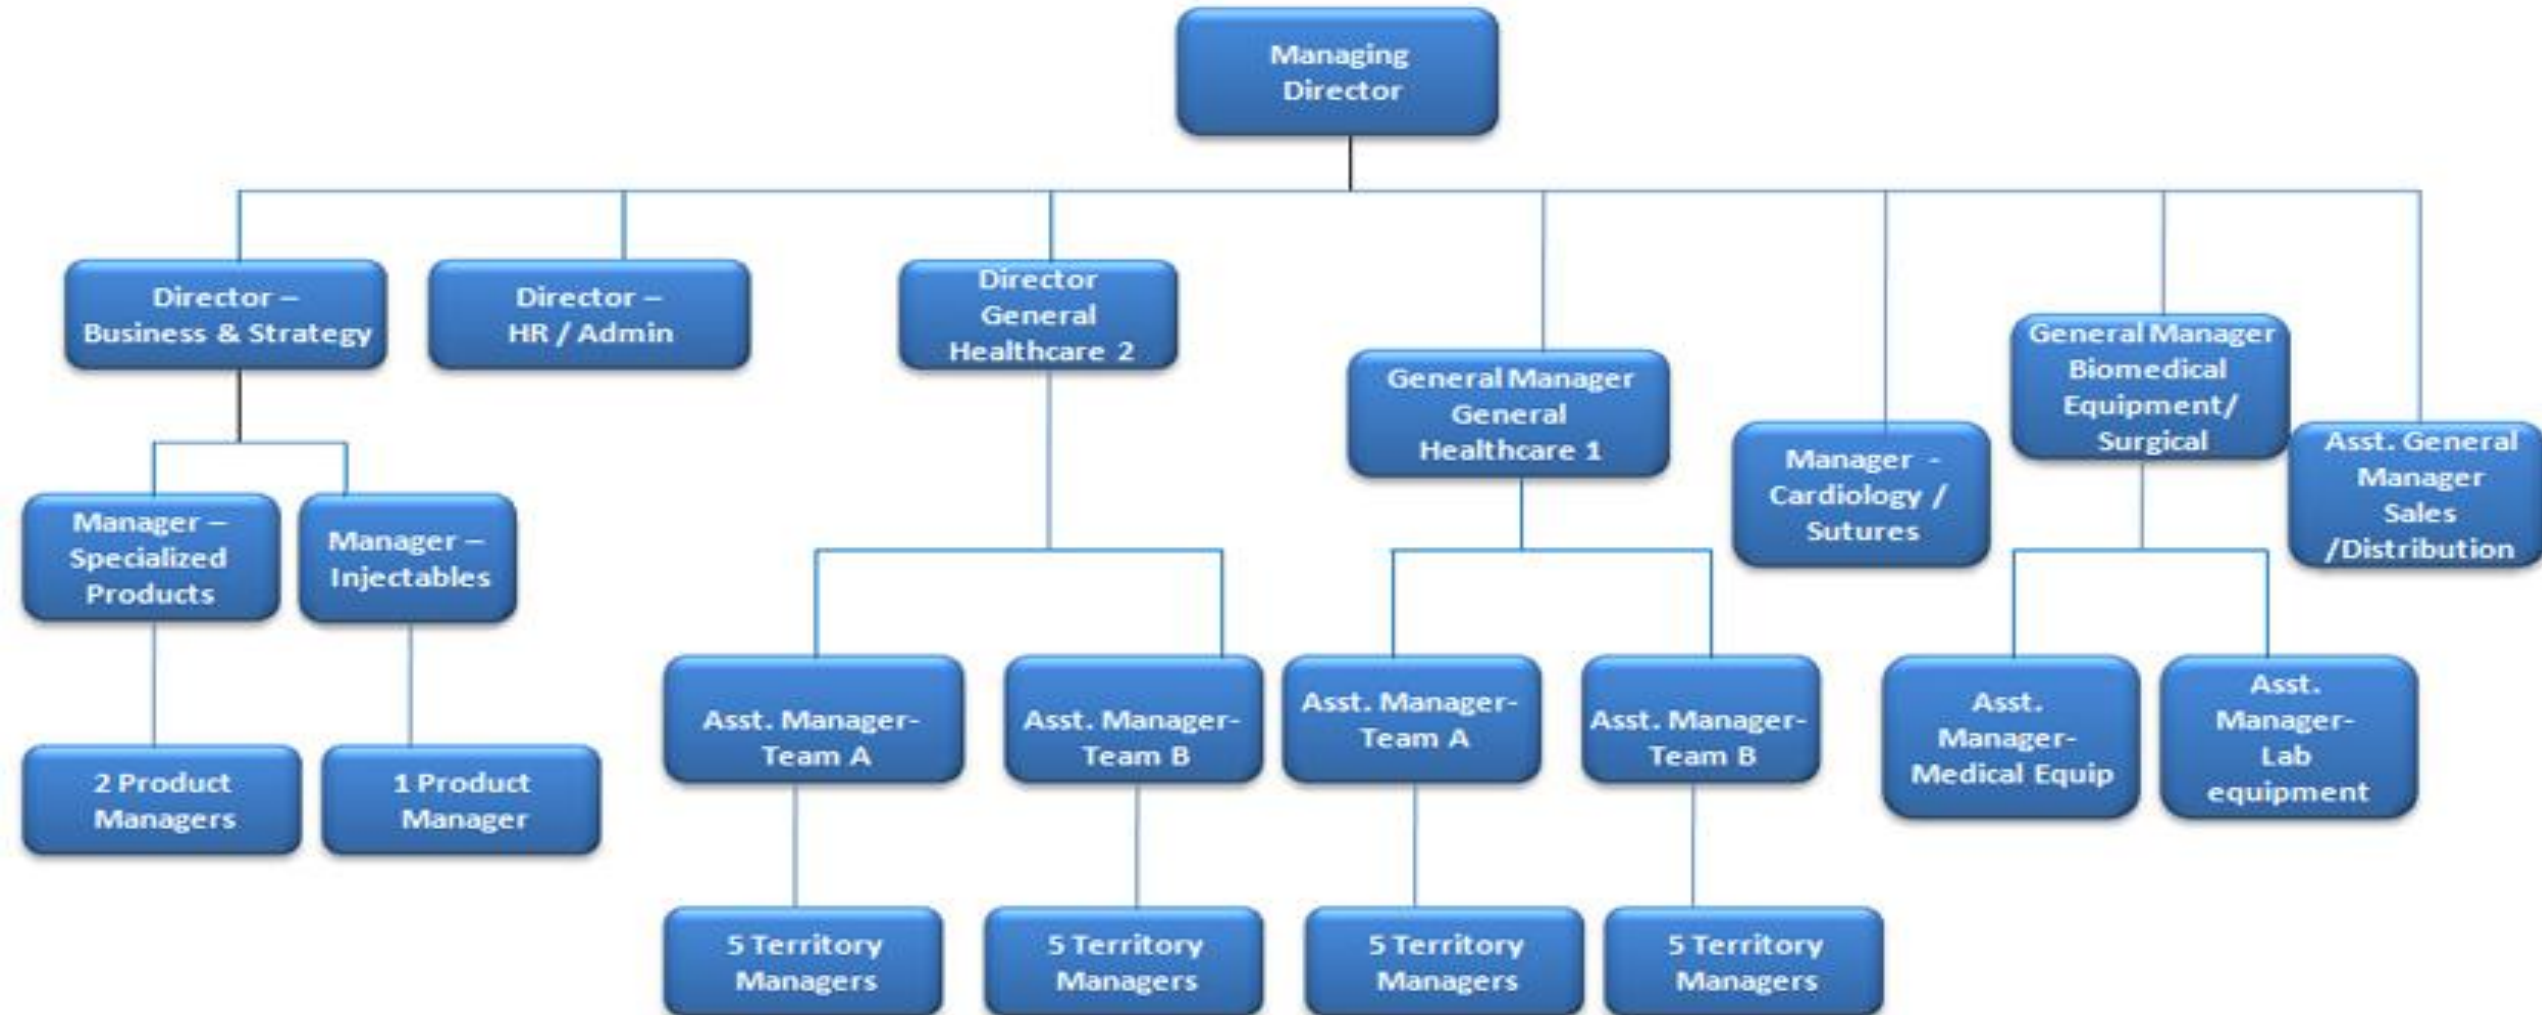 Managing
Director
Director –
Business & Strategy
Director –
HR / Admin
Director
General
Healthcare 2
General Manager
General
Healthcare 1
Manager -
Cardiology /
Sutures
General Manager
Biomedical
Equipment/
Surgical
Asst. General
Manager
Sales
/Distribution
Manager –
Specialized
Products
Manager –
Injectables
2 Product
Managers
1 Product
Manager
Asst. Manager-
Team A
Asst. Manager-
Team B
Asst. Manager-
Team A
Asst. Manager-
Team B
Asst.
Manager-
Medical Equip
Asst.
Manager-
Lab
equipment
5 Territory
Managers
5 Territory
Managers
5 Territory
Managers
5 Territory
Managers